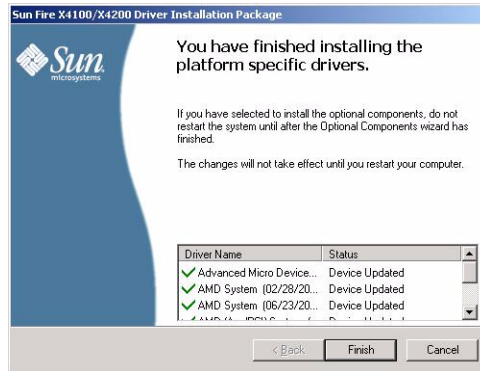 Sun Fire X4100/X4200 Driver Installation Package
Sun
microsystems
You have finished installing the
platform specific drivers.
If you have selected to install the optional components, do not
restart the system until after the Optional Components wizard has
finished.
The changes will not take effect until you restart your computer.
Driver Name Status
Advanced Micro Device... Device Updated
AMD System (02/28/20... Device Updated
AMD System (06/23/20... Device Updated
< Back Finish Cancel